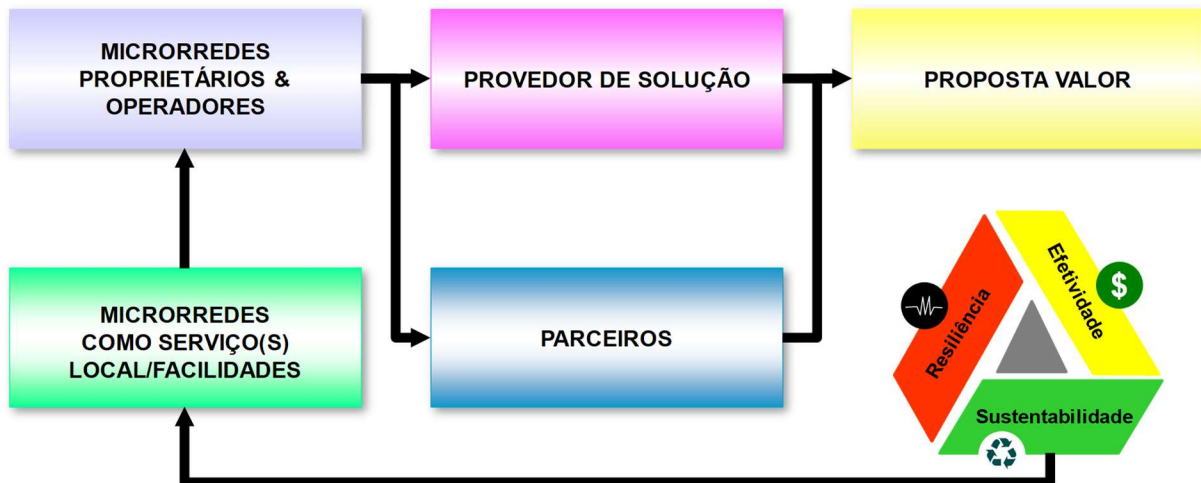 MICRORREDES
PROPRIETÁRIOS &
OPERADORES
PROVEDOR DE SOLUÇÃO
PROPOSTA VALOR
MICRORREDES
COMO SERVIÇO(S)
LOCAL/FACILIDADES
PARCEIROS
Resiliência
Efetividade
$
Sustentabilidade